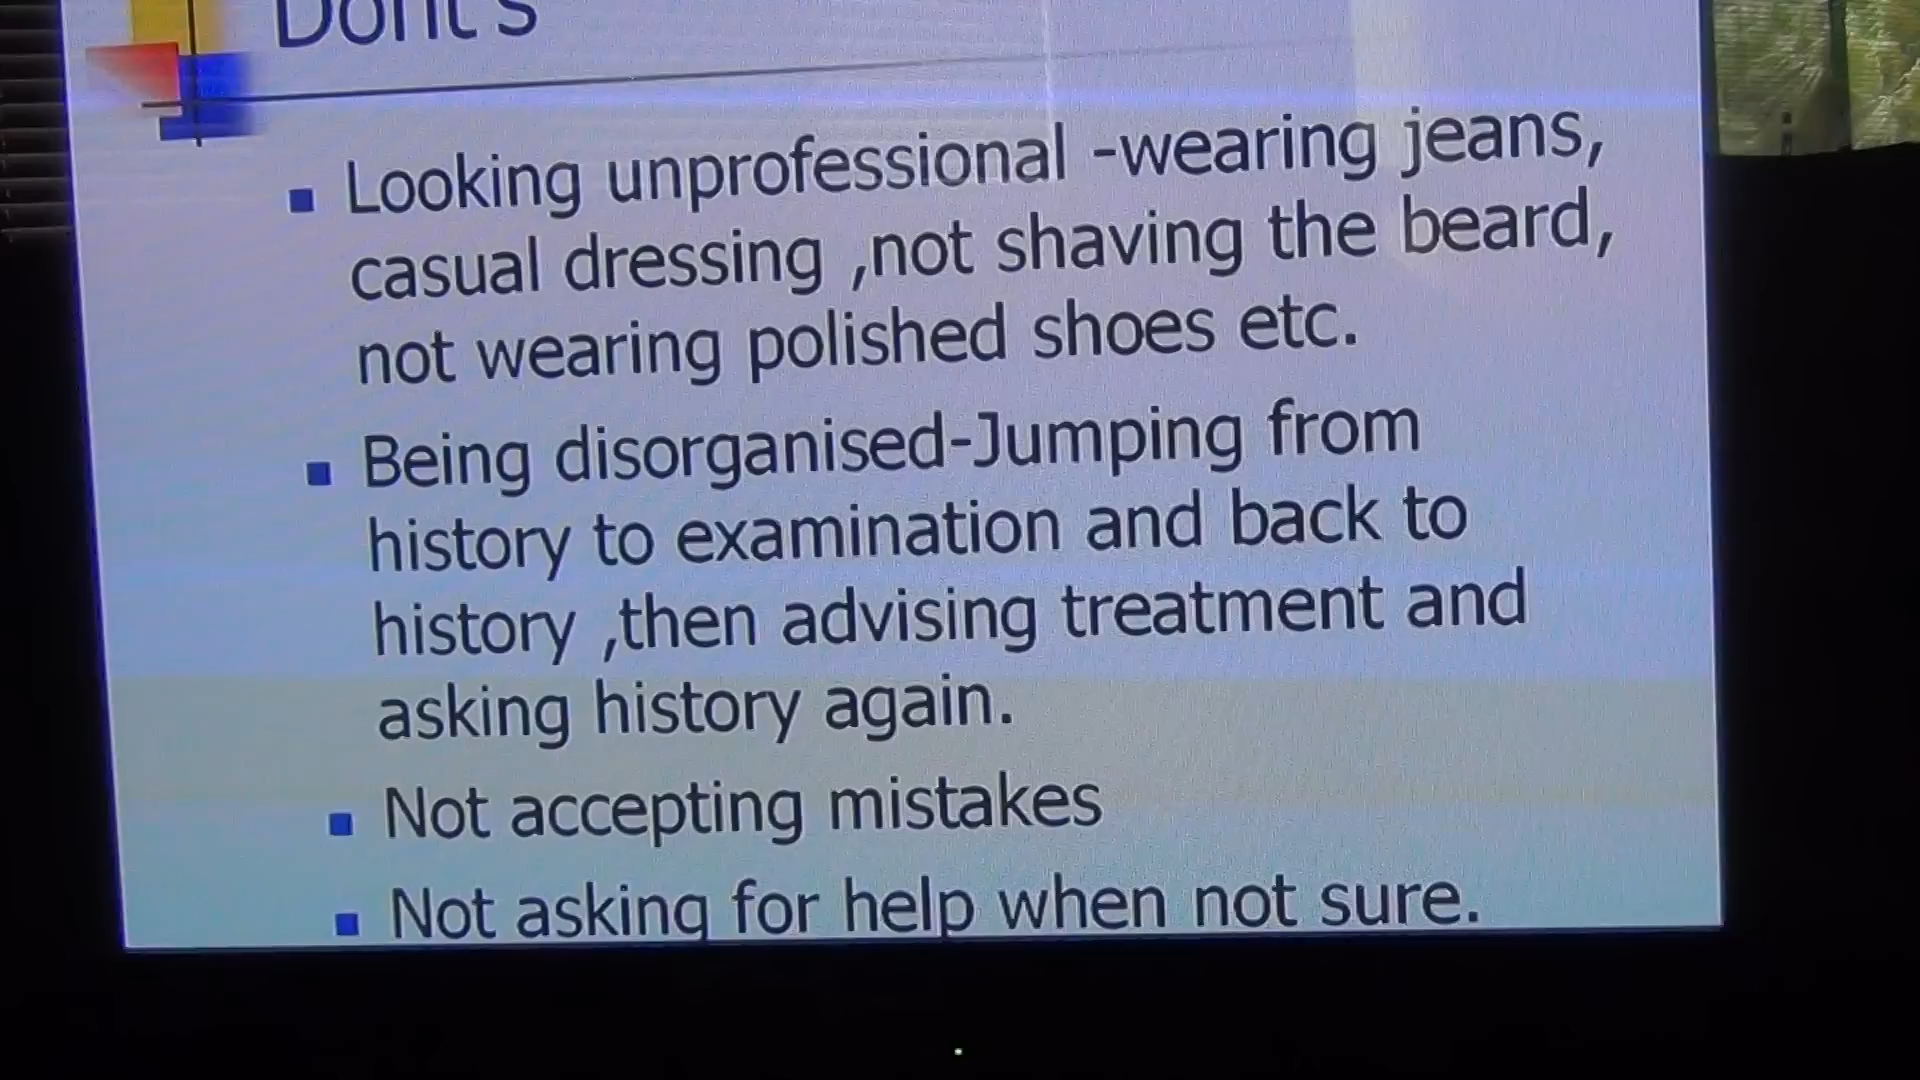 Dont's
Looking unprofessional -wearing jeans,
casual dressing ,not shaving the beard,
not wearing polished shoes etc.
Being disorganised-Jumping from
history to examination and back to
history ,then advising treatment and
asking history again.
Not accepting mistakes
Not asking for help when not sure.